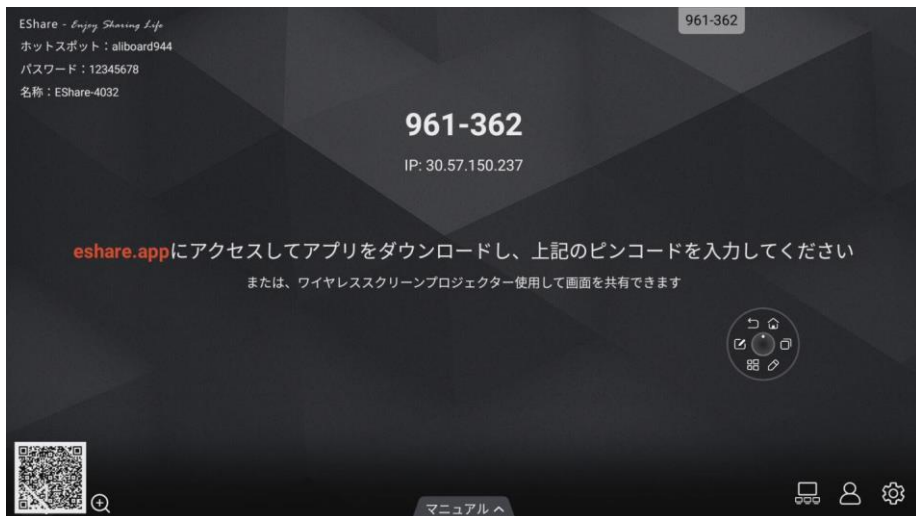 EShare - Enjoy Sharing Life
ホットスポット：aliboard944
パスワード：12345678
名称：EShare-4032
961-362
961-362
IP: 30.57.150.237
eshare.appにアクセスしてアプリをダウンロードし、上記のピンコードを入力してください
または、ワイヤレススクリーンプロジェクター使用して画面を共有できます
マニュアル